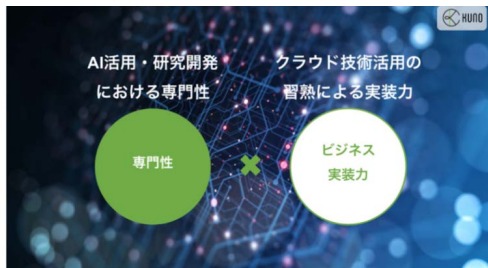 KUNO
AI活用・研究開発
における専門性
クラウド技術活用の
習熟による実装力
専門性
ビジネス
実装力